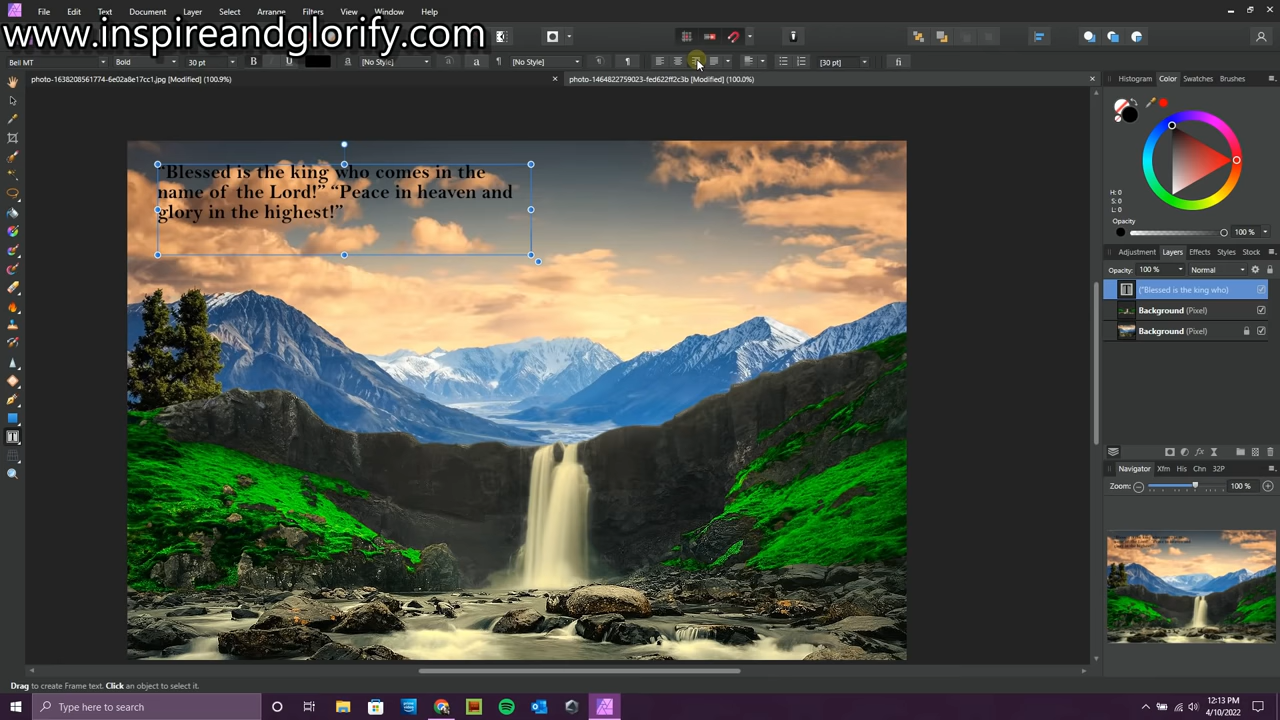 File Edit Text Document Layer Select Arrange Filters View Window Help
www.inspireandglorify.com
Bell MT Bold 30 pt B I U [No Style] a a ¶ [No Style] ¶ [30 pt] fi
photo-1638208561774-6e02a8e17cc1.jpg [Modified] (100.9%) × photo-1464822759023-fed622ff2c3b [Modified] (100.0%) ×
Histogram Color Swatches Brushes
“Blessed is the king who comes in the
name of the Lord!” “Peace in heaven and
glory in the highest!”
H: 0
S: 0
L: 0
Opacity
100 %
Adjustment Layers Effects Styles Stock
Opacity: 100 % Normal
("Blessed is the king who)
Background (Pixel)
Background (Pixel)
Navigator Xfm His Chn 32P
Zoom: 100 %
Drag to create Frame text. Click an object to select it.
Type here to search
12:13 PM
4/10/2022